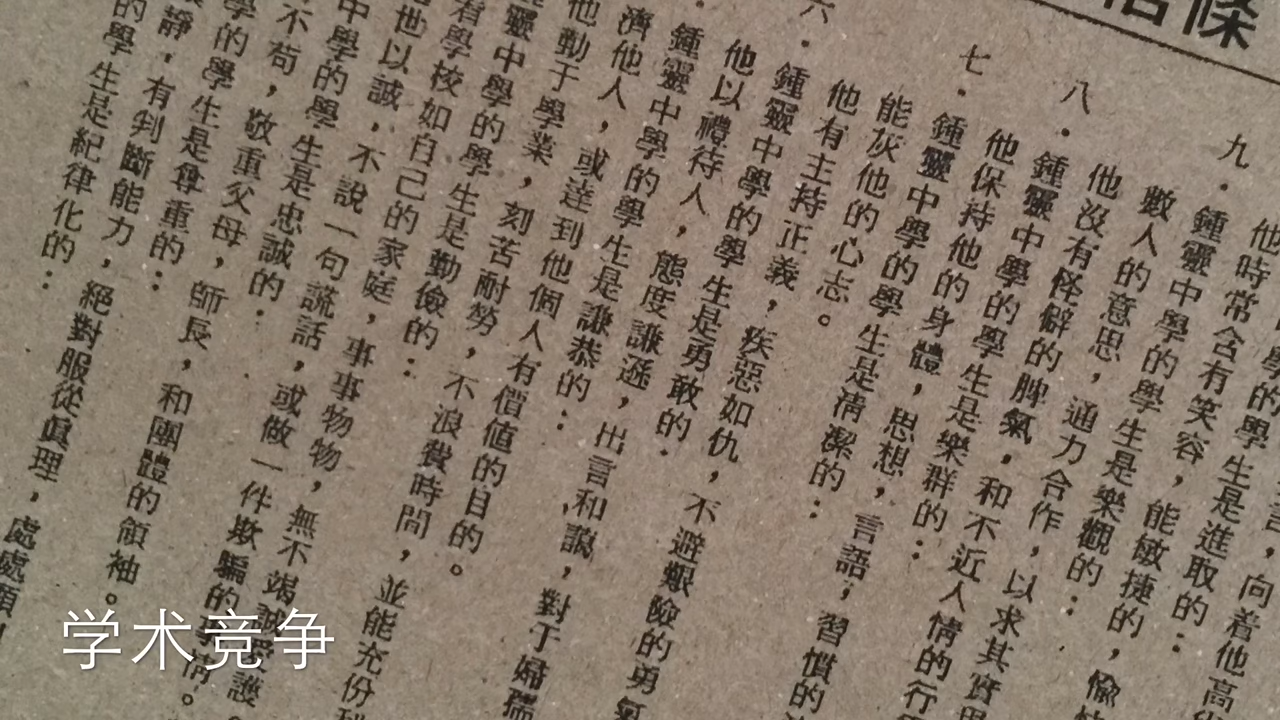 信條
的學生是紀律化的：
靜，有判斷能力，絕對服從眞理，處處
學的學生是尊重的：
不苟，敬重父母，師長，和團體的領袖。
中學的學生是忠誠的．
世以誠，不說一句謊話，或做一件欺騙的事情。
看學校如自己的家庭，事事物物，無不竭誠愛護。
靈中學的學生是勤儉的：
他動于學業，刻苦耐勞，不浪費時間，並能充份
濟他人，或達到他個人有價值的目的。
鍾靈中學的學生是謙恭的：
他以禮待人，態度謙遜，出言和譪，對于婦孺
六．鍾靈中學的學生是勇敢的．
他有主持正義，疾惡如仇，不避艱險的勇氣
能灰他的心志。
七．鍾靈中學的學生是清潔的：
他保持他的身體，思想，言語，習慣的
八．鍾靈中學的學生是樂群的：
他沒有怪僻的脾氣，和不近人情的行
數人的意思，通力合作，以求其實
九．鍾靈中學的學生是樂觀的：
他時常含有笑容，能敏捷的，愉
學的學生是進取的：
言，向着他高
学术竞争